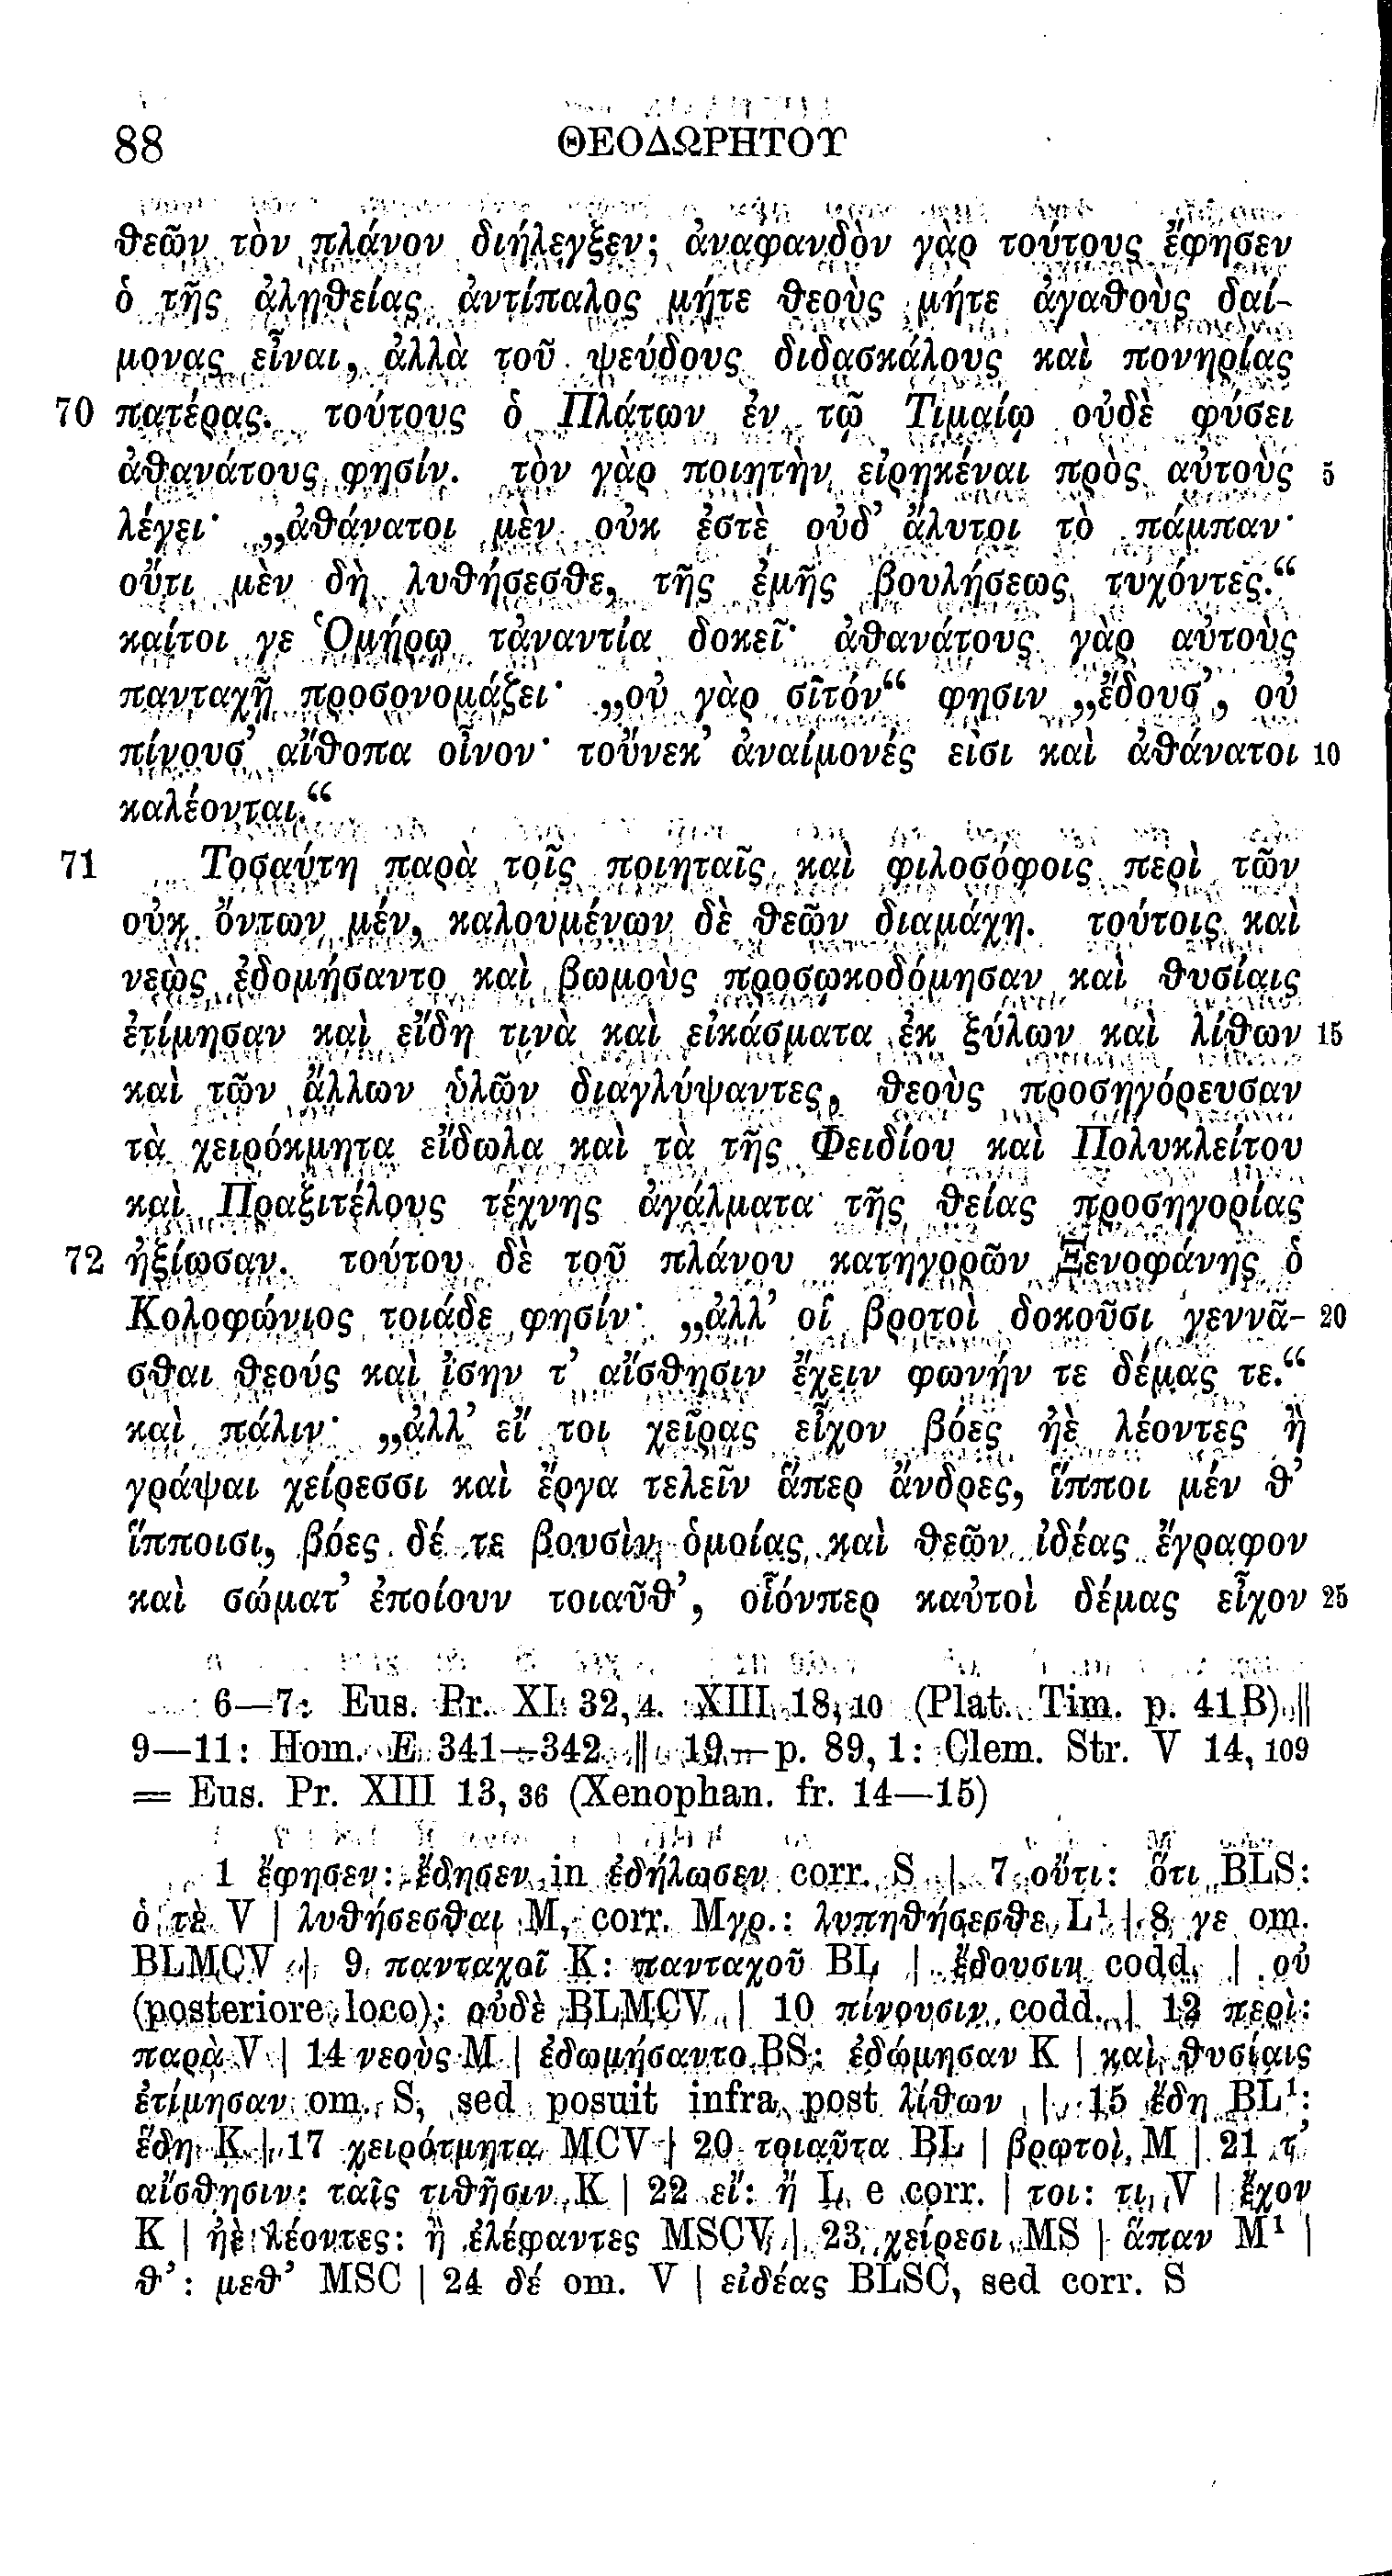 88 ΘΕΟΔΩΡΗΤΟΥ
θεῶν τὸν πλάνον διήλεγξεν; ἀναφανδὸν γὰρ τούτους ἔφησεν
ὁ τῆς ἀληθείας ἀντίπαλος μήτε θεοὺς μήτε ἀγαθοὺς δαί-
μονας εἶναι, ἀλλὰ τοῦ ψεύδους διδασκάλους καὶ πονηρίας
70 πατέρας. τούτους ὁ Πλάτων ἐν τῷ Τιμαίῳ οὐδὲ φύσει
ἀθανάτους φησίν. τὸν γὰρ ποιητὴν εἰρηκέναι πρὸς αὐτοὺς 5
λέγει· „ἀθάνατοι μὲν οὐκ ἐστὲ οὐδ’ ἄλυτοι τὸ πάμπαν·
οὔτι μὲν δὴ λυθήσεσθε, τῆς ἐμῆς βουλήσεως τυχόντες.“
καίτοι γε Ὁμήρῳ τἀναντία δοκεῖ· ἀθανάτους γὰρ αὐτοὺς
πανταχῇ προσονομάζει· „οὐ γὰρ σῖτόν“ φησιν „ἔδουσ’, οὐ
πίνουσ’ αἴθοπα οἶνον· τοὔνεκ’ ἀναίμονές εἰσι καὶ ἀθάνατοι 10
καλέονται.“
71 Τοσαύτη παρὰ τοῖς ποιηταῖς καὶ φιλοσόφοις περὶ τῶν
οὐκ ὄντων μέν, καλουμένων δὲ θεῶν διαμάχη. τούτοις καὶ
νεὼς ἐδομήσαντο καὶ βωμοὺς προσῳκοδόμησαν καὶ θυσίαις
ἐτίμησαν καὶ εἴδη τινὰ καὶ εἰκάσματα ἐκ ξύλων καὶ λίθων 15
καὶ τῶν ἄλλων ὑλῶν διαγλύψαντες, θεοὺς προσηγόρευσαν
τὰ χειρόκμητα εἴδωλα καὶ τὰ τῆς Φειδίου καὶ Πολυκλείτου
καὶ Πραξιτέλους τέχνης ἀγάλματα τῆς θείας προσηγορίας
72 ἠξίωσαν. τούτου δὲ τοῦ πλάνου κατηγορῶν Ξενοφάνης ὁ
Κολοφώνιος τοιάδε φησίν· „ἀλλ’ οἱ βροτοὶ δοκοῦσι γεννᾶ- 20
σθαι θεούς καὶ ἴσην τ’ αἴσθησιν ἔχειν φωνήν τε δέμας τε.“
καὶ πάλιν· „ἀλλ’ εἴ τοι χεῖρας εἶχον βόες ἠὲ λέοντες ἢ
γράψαι χείρεσσι καὶ ἔργα τελεῖν ἅπερ ἄνδρες, ἵπποι μέν θ’
ἵπποισι, βόες δέ τε βουσὶν ὁμοίας καὶ θεῶν ἰδέας ἔγραφον
καὶ σώματ’ ἐποίουν τοιαῦθ’, οἷόνπερ καὐτοὶ δέμας εἶχον 25
6—7: Eus. Pr. XI 32, 4. XIII 18, 10 (Plat. Tim. p. 41 B) ||
9—11: Hom. E 341—342 || 19 — p. 89, 1: Clem. Str. V 14, 109
= Eus. Pr. XIII 13, 36 (Xenophan. fr. 14—15)
1 ἔφησεν: ἔδησεν in ἐδήλωσεν corr. S | 7 οὔτι: ὅτι BLS:
ὁ τὲ V | λυθήσεσθαι M, corr. Mγρ.: λυπηθήσεσθε L¹ | 8 γε om.
BLMCV | 9 πανταχοῖ K: πανταχοῦ BL | ἔδουσιν codd. | οὐ
(posteriore loco): οὐδὲ BLMCV | 10 πίνουσιν codd. | 12 περὶ:
παρὰ V | 14 νεοὺς M | ἐδωμήσαντο BS: ἐδώμησαν K | καὶ θυσίαις
ἐτίμησαν om. S, sed posuit infra post λίθων | 15 ἤδη BL¹:
ἕδη K | 17 χειρότμητα MCV | 20 τοιαῦτα BL | βρωτοὶ M | 21 τ’
αἴσθησιν: ταῖς τιθῆσιν K | 22 εἴ: ἤ L e corr. | τοι: τι V | ἔχον
K | ἠὲ λέοντες: ἢ ἐλέφαντες MSCV | 23 χείρεσι MS | ἅπαν M¹ |
θ’: μεθ’ MSC | 24 δέ om. V | εἰδέας BLSC, sed corr. S